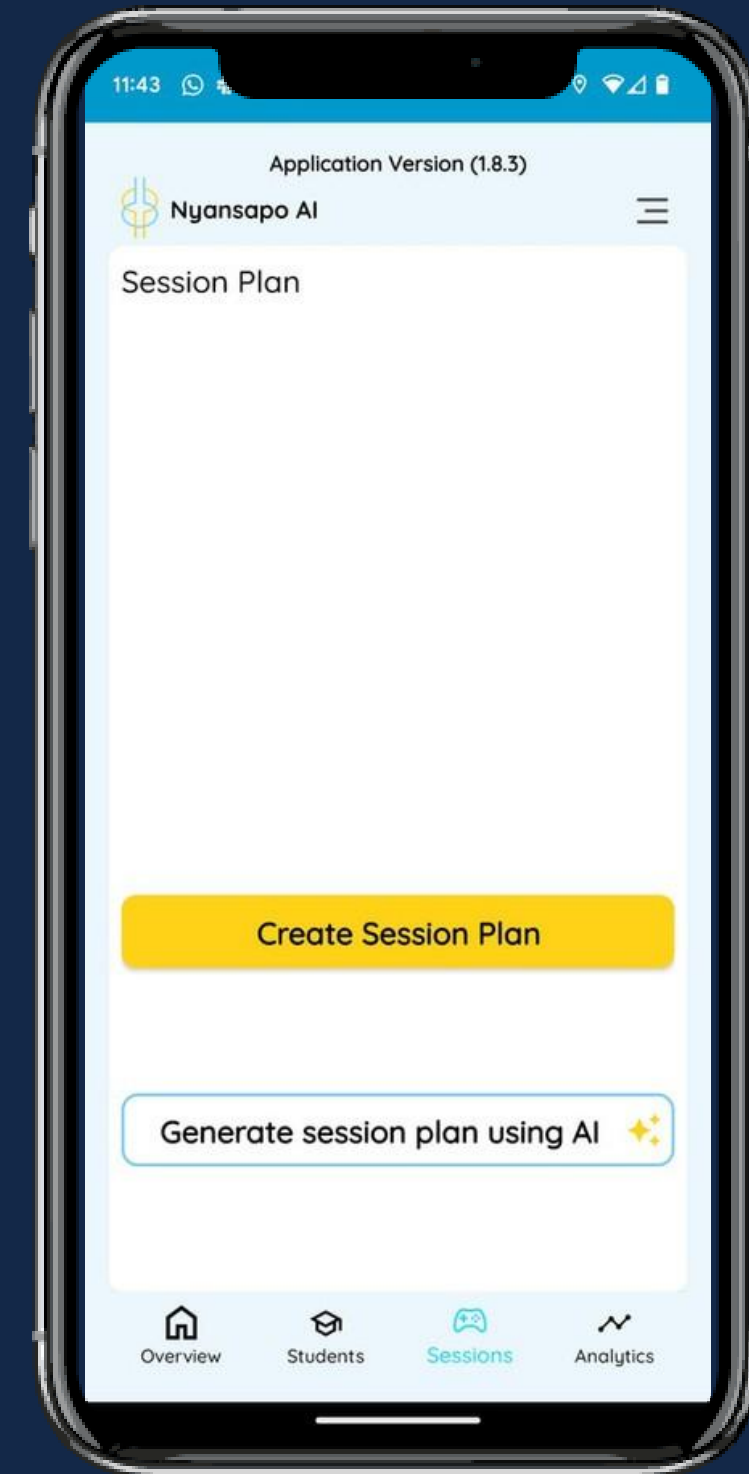 11:43
Application Version (1.8.3)
Nyansapo AI
Session Plan
Create Session Plan
Generate session plan using AI
Overview Students Sessions Analytics